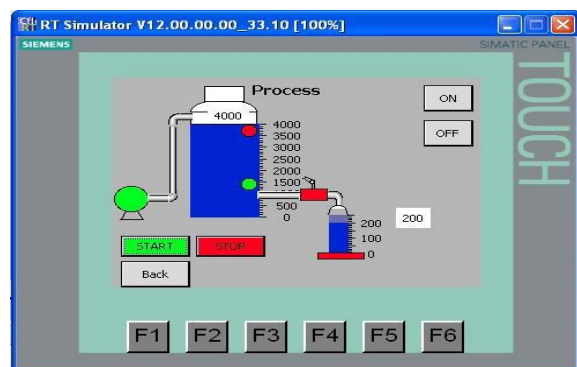 RT Simulator V12.00.00.00_33.10 [100%]
SIEMENS
SIMATIC PANEL
TOUCH
Process
ON
OFF
4000
4000
3500
3000
2500
2000
1500
500
0
200
100
0
200
START
STOP
Back
F1 F2 F3 F4 F5 F6